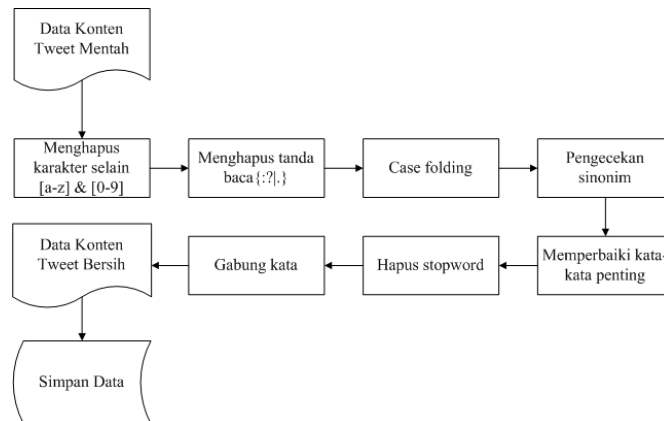 Data Konten
Tweet Mentah
Menghapus
karakter selain
[a-z] & [0-9]
Menghapus tanda
baca{:?|.}
Case folding
Pengecekan
sinonim
Memperbaiki kata-
kata penting
Hapus stopword
Gabung kata
Data Konten
Tweet Bersih
Simpan Data